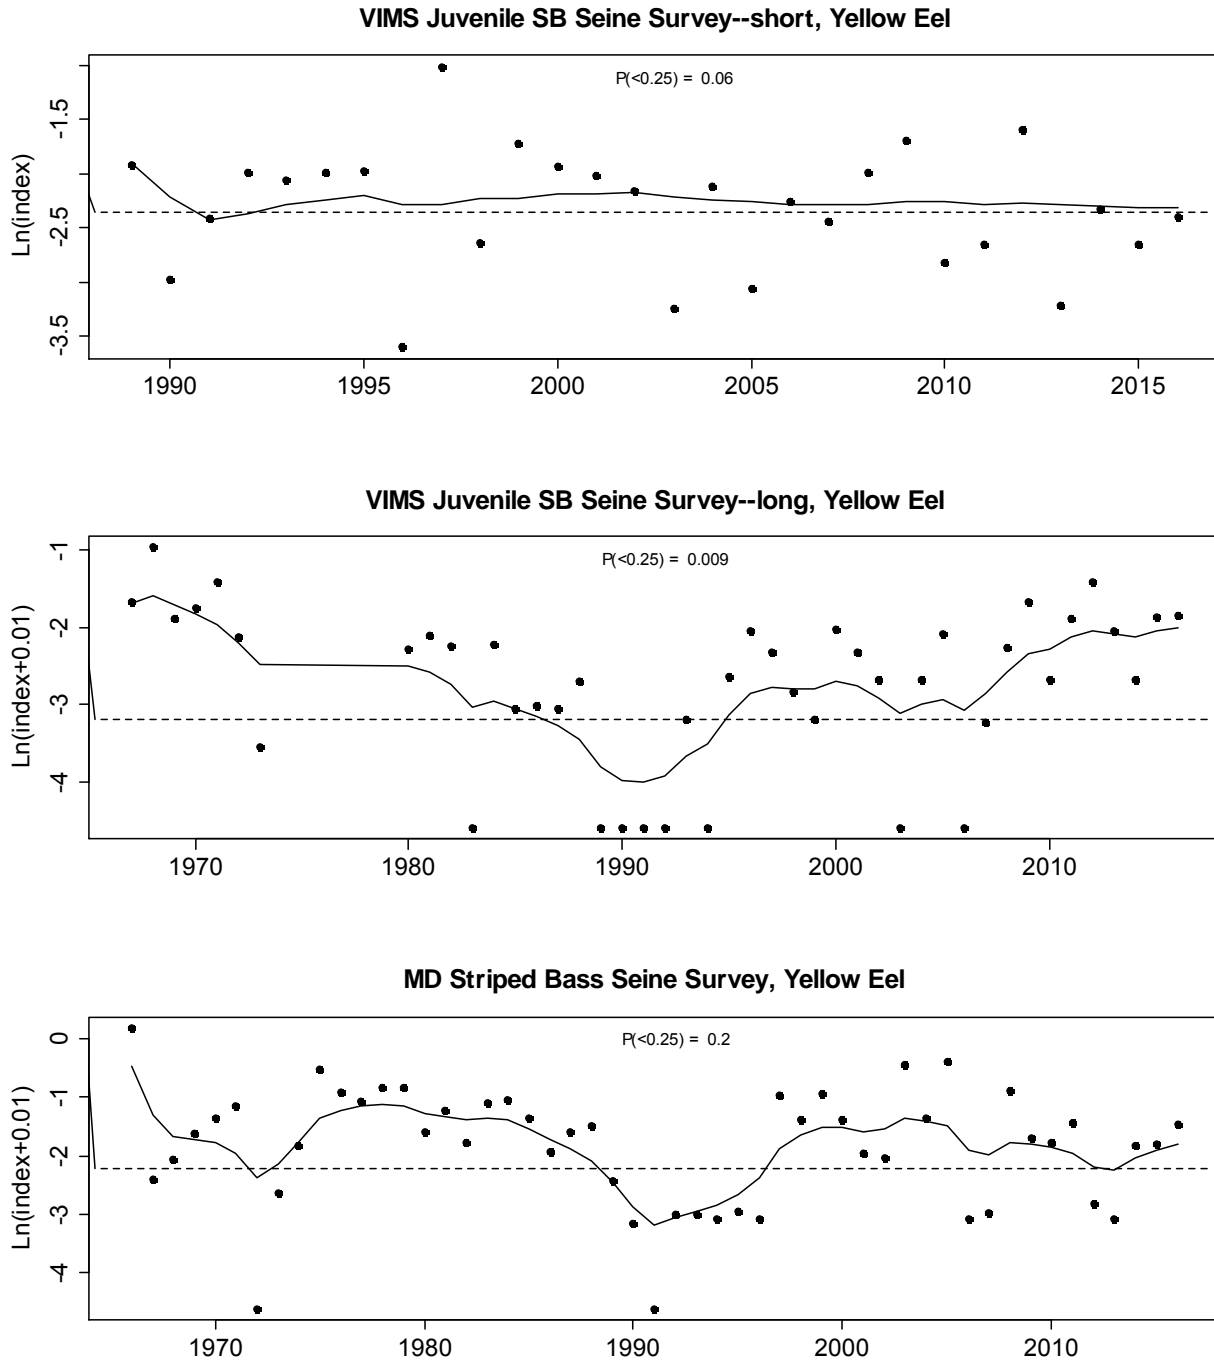 VIMS Juvenile SB Seine Survey--short, Yellow Eel
P(<0.25) = 0.06
Ln(index)
-1.5
-2.5
-3.5
1990 1995 2000 2005 2010 2015
VIMS Juvenile SB Seine Survey--long, Yellow Eel
P(<0.25) = 0.009
Ln(index+0.01)
-1
-2
-3
-4
1970 1980 1990 2000 2010
MD Striped Bass Seine Survey, Yellow Eel
P(<0.25) = 0.2
Ln(index+0.01)
0
-1
-2
-3
-4
1970 1980 1990 2000 2010